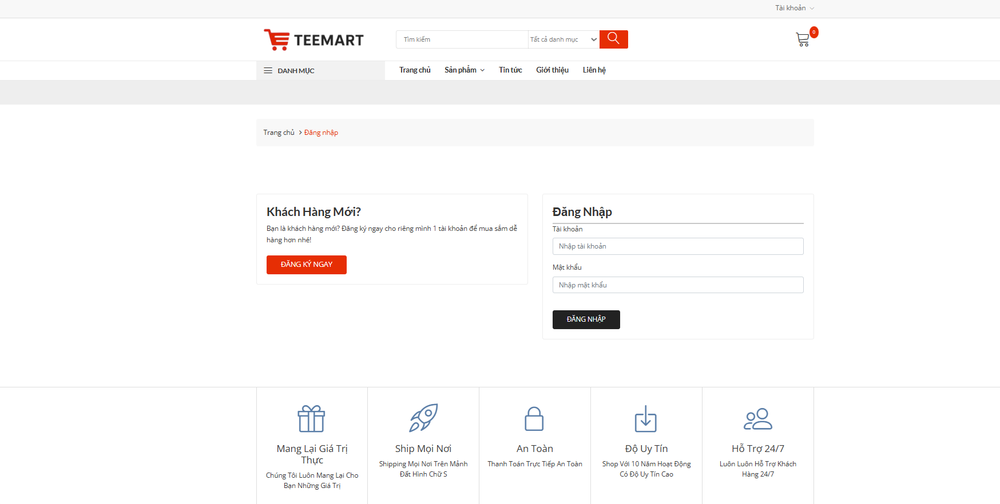 Tài khoản
TEEMART
Tìm kiếm
Tất cả danh mục
0
DANH MỤC
Trang chủ
Sản phẩm
Tin tức
Giới thiệu
Liên hệ
Trang chủ > Đăng nhập
Khách Hàng Mới?
Bạn là khách hàng mới? Đăng ký ngay cho riêng mình 1 tài khoản để mua sắm dễ
hàng hơn nhé!
ĐĂNG KÝ NGAY
Đăng Nhập
Tài khoản
Nhập tài khoản
Mật khẩu
Nhập mật khẩu
ĐĂNG NHẬP
Mang Lại Giá Trị
Thực
Chúng Tôi Luôn Mang Lại Cho
Bạn Những Giá Trị
Ship Mọi Nơi
Shipping Mọi Nơi Trên Mảnh
Đất Hình Chữ S
An Toàn
Thanh Toán Trực Tiếp An Toàn
Độ Uy Tín
Shop Với 10 Năm Hoạt Động
Có Độ Uy Tín Cao
Hỗ Trợ 24/7
Luôn Luôn Hỗ Trợ Khách
Hàng 24/7